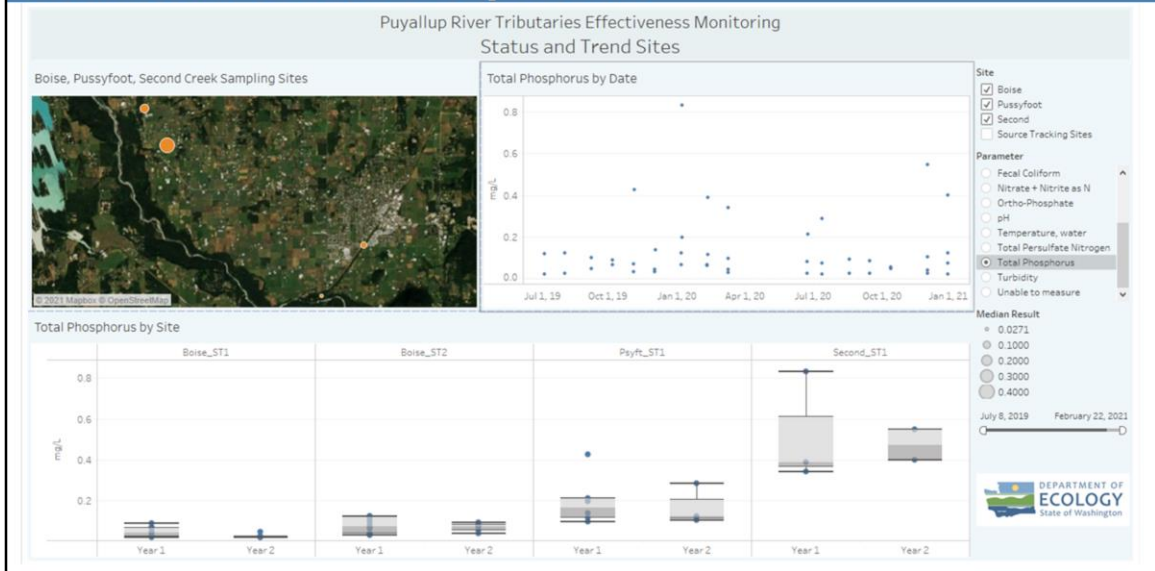 Puyallup River Tributaries Effectiveness Monitoring
Status and Trend Sites
Boise, Pussyfoot, Second Creek Sampling Sites
© 2021 Mapbox © OpenStreetMap
Total Phosphorus by Date
0.8
0.6
0.4
0.2
0.0
mg/L
Jul 1, 19 Oct 1, 19 Jan 1, 20 Apr 1, 20 Jul 1, 20 Oct 1, 20 Jan 1, 21
Site
Boise
Pussyfoot
Second
Source Tracking Sites
Parameter
Fecal Coliform
Nitrate + Nitrite as N
Ortho-Phosphate
pH
Temperature, water
Total Persulfate Nitrogen
Total Phosphorus
Turbidity
Unable to measure
Median Result
0.0271
0.1000
0.2000
0.3000
0.4000
July 8, 2019 February 22, 2021
Total Phosphorus by Site
Boise_ST1 Boise_ST2 Psyft_ST1 Second_ST1
0.8
0.6
0.4
0.2
mg/L
Year 1 Year 2 Year 1 Year 2 Year 1 Year 2 Year 1 Year 2
DEPARTMENT OF
ECOLOGY
State of Washington